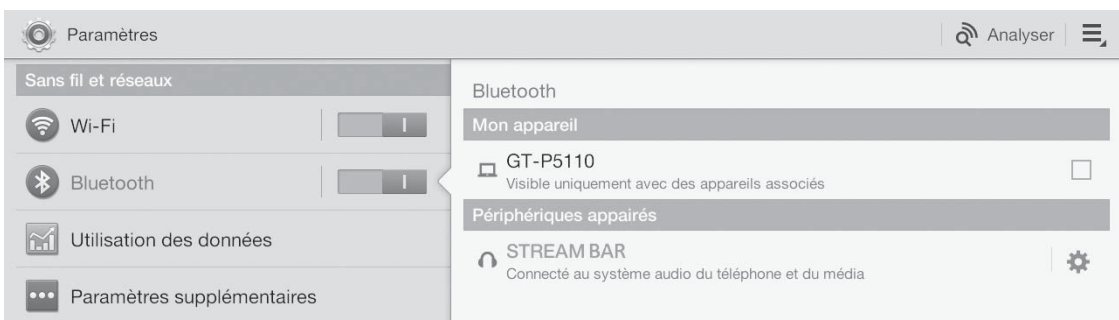 Paramètres
Analyser
Sans fil et réseaux
Wi-Fi
Bluetooth
Utilisation des données
Paramètres supplémentaires
Bluetooth
Mon appareil
GT-P5110
Visible uniquement avec des appareils associés
Périphériques appairés
STREAM BAR
Connecté au système audio du téléphone et du média